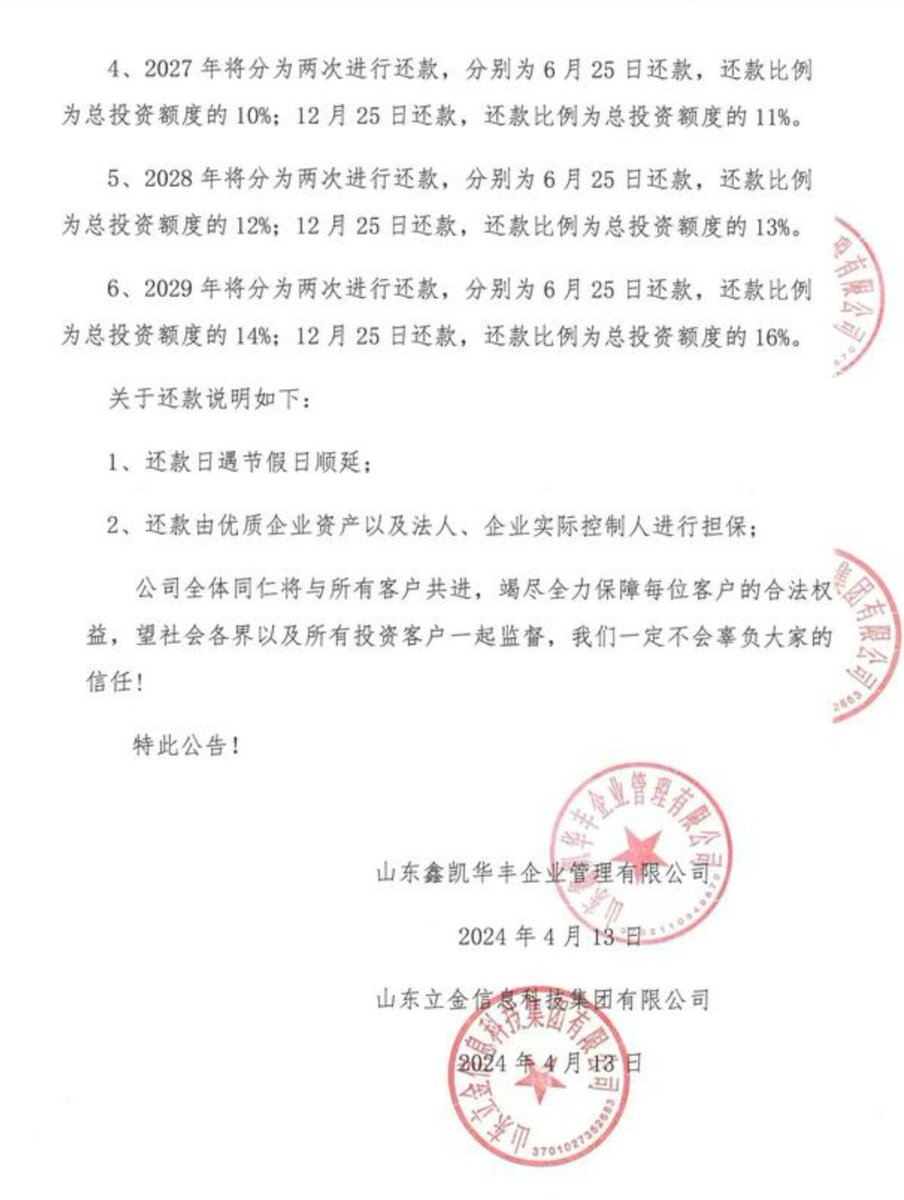 4、2027 年将分为两次进行还款，分别为 6 月 25 日还款，还款比例
为总投资额度的 10%；12 月 25 日还款，还款比例为总投资额度的 11%。
5、2028 年将分为两次进行还款，分别为 6 月 25 日还款，还款比例
为总投资额度的 12%；12 月 25 日还款，还款比例为总投资额度的 13%。
6、2029 年将分为两次进行还款，分别为 6 月 25 日还款，还款比例
为总投资额度的 14%；12 月 25 日还款，还款比例为总投资额度的 16%。
有限公司
关于还款说明如下：
1、还款日遇节假日顺延；
2、还款由优质企业资产以及法人、企业实际控制人进行担保；
公司全体同仁将与所有客户共进，竭尽全力保障每位客户的合法权
益，望社会各界以及所有投资客户一起监督，我们一定不会辜负大家的
信任！
集团有限公司
2683
特此公告！
山东鑫凯华丰企业管理有限公司
山东鑫凯华丰企业管理有限公司
2024 年 4 月 13 日
山东立金信息科技集团有限公司
山东立金信息科技集团有限公司
2024 年 4 月 13 日
3701027352683